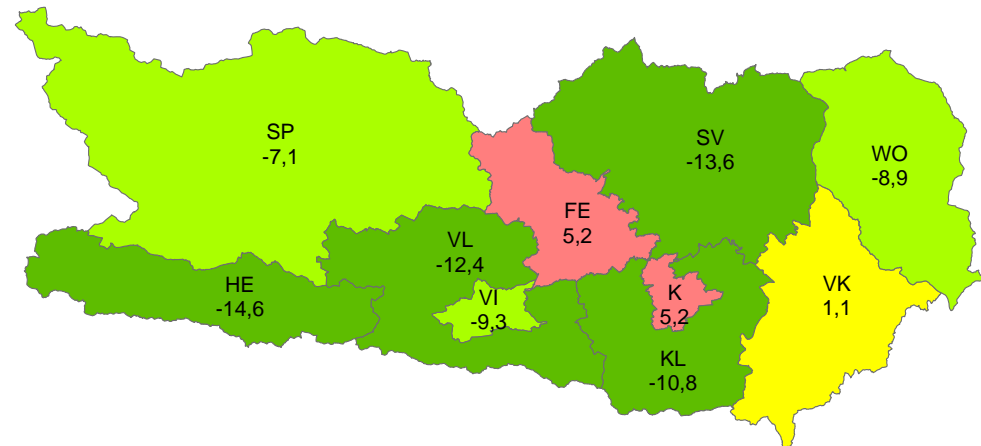 SP
-7,1
SV
-13,6
WO
-8,9
FE
5,2
VL
-12,4
HE
-14,6
VI
-9,3
K
5,2
VK
1,1
KL
-10,8